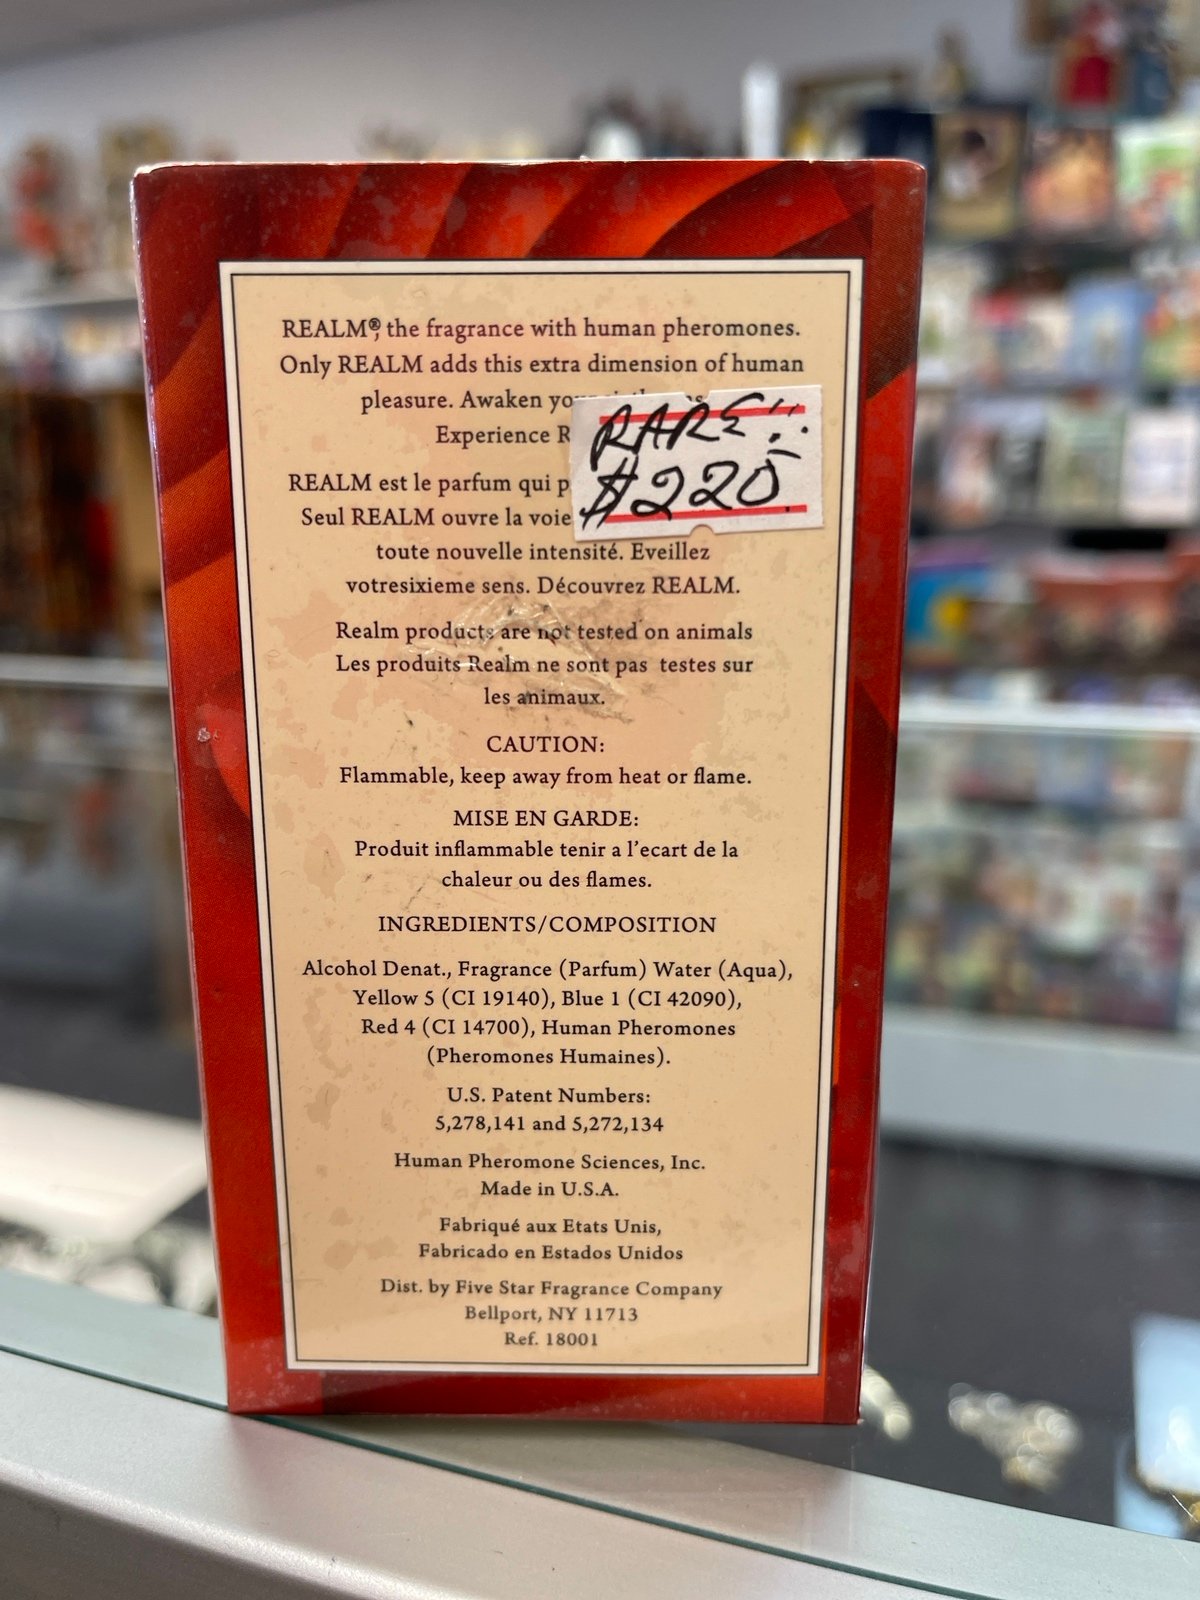 REALM®, the fragrance with human pheromones.
Only REALM adds this extra dimension of human
pleasure. Awaken
Experience
RARE!!
$220
REALM est le parfum qui
Seul REALM ouvre la voie
toute nouvelle intensité. Eveillez
votresixieme sens. Découvrez REALM.
Realm products are not tested on animals
Les produits Realm ne sont pas testes sur
les animaux.
CAUTION:
Flammable, keep away from heat or flame.
MISE EN GARDE:
Produit inflammable tenir a l'ecart de la
chaleur ou des flames.
INGREDIENTS/COMPOSITION
Alcohol Denat., Fragrance (Parfum) Water (Aqua),
Yellow 5 (CI 19140), Blue 1 (CI 42090),
Red 4 (CI 14700), Human Pheromones
(Pheromones Humaines).
U.S. Patent Numbers:
5,278,141 and 5,272,134
Human Pheromone Sciences, Inc.
Made in U.S.A.
Fabriqué aux Etats Unis,
Fabricado en Estados Unidos
Dist. by Five Star Fragrance Company
Bellport, NY 11713
Ref. 18001